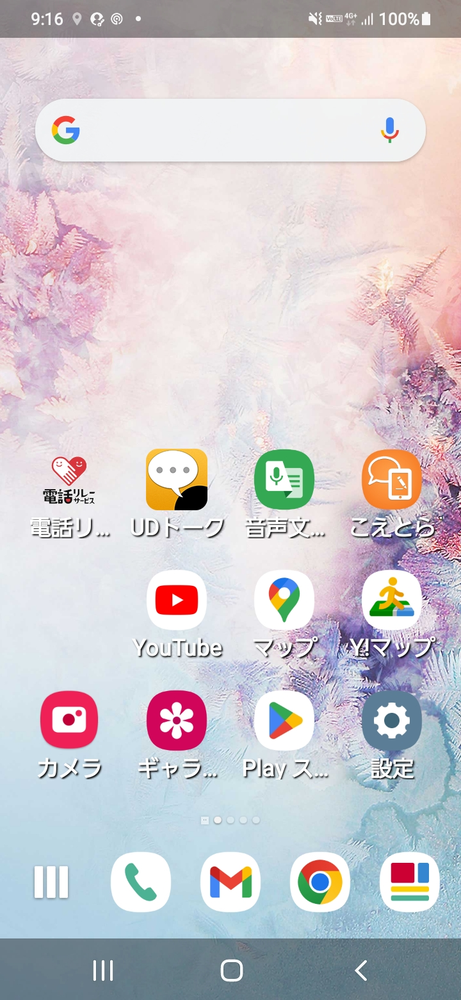 9:16 VoLTE 4G+ 100%
G
電話リレー
サービス
電話リ... UDトーク 音声文... こえとら
YouTube マップ Y!マップ
カメラ ギャラ... Play ス... 設定